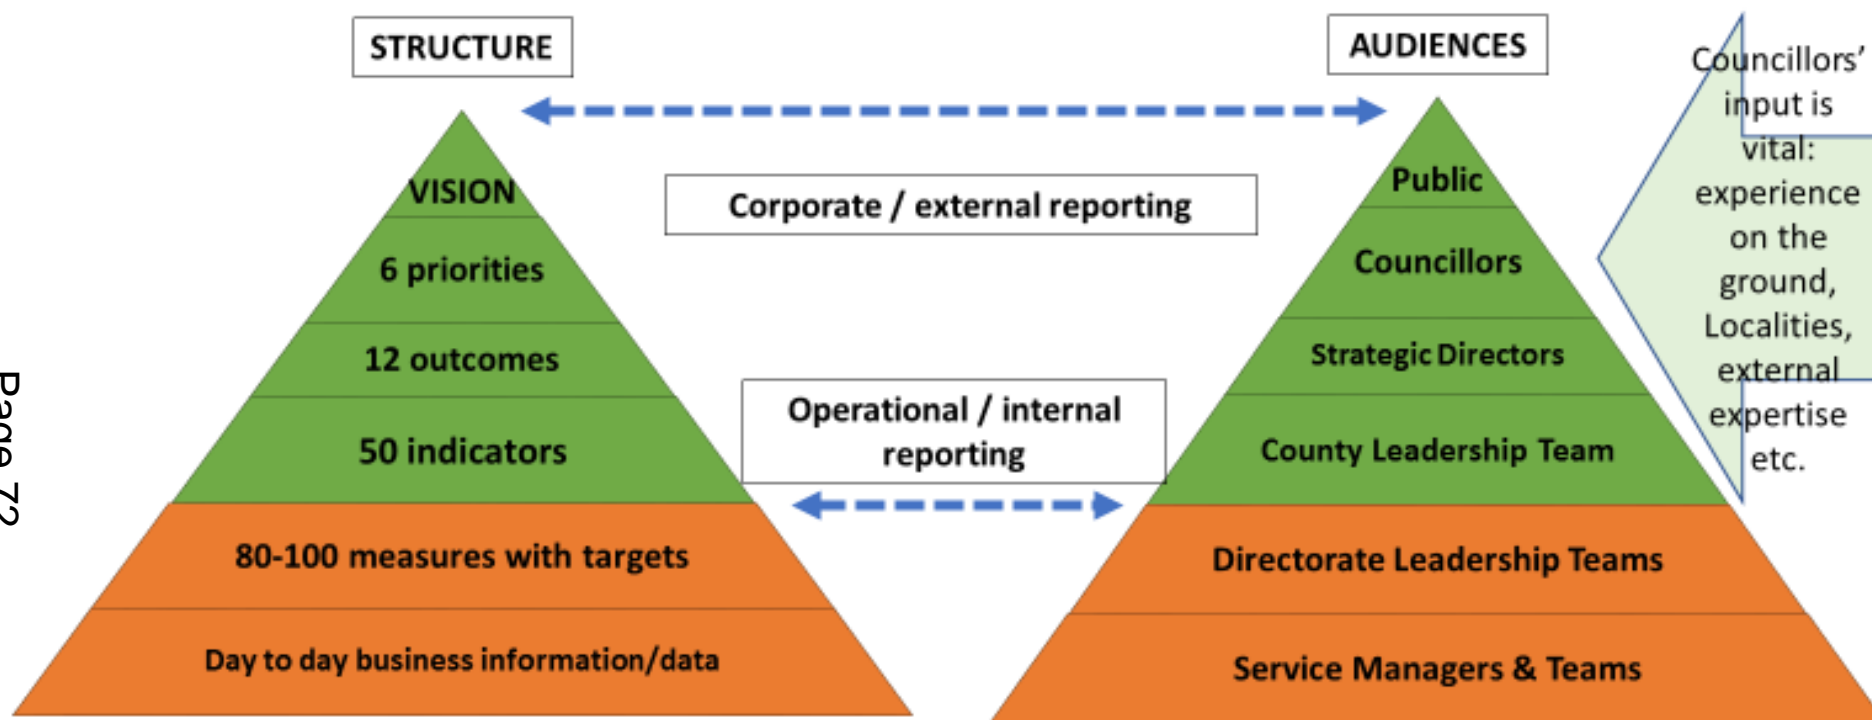 STRUCTURE
VISION
6 priorities
12 outcomes
50 indicators
80-100 measures with targets
Day to day business information/data
Corporate / external reporting
Operational / internal
reporting
AUDIENCES
Public
Councillors
Strategic Directors
County Leadership Team
Directorate Leadership Teams
Service Managers & Teams
Councillors’
input is
vital:
experience
on the
ground,
Localities,
external
expertise
etc.
Page 72